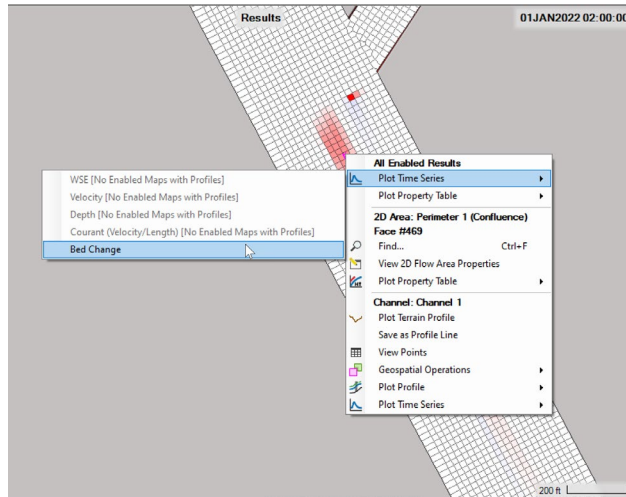 Results
01JAN2022 02:00:00
All Enabled Results
Plot Time Series
Plot Property Table
2D Area: Perimeter 1 (Confluence)
Face #469
Find... Ctrl+F
View 2D Flow Area Properties
Plot Property Table
Channel: Channel 1
Plot Terrain Profile
Save as Profile Line
View Points
Geospatial Operations
Plot Profile
Plot Time Series
WSE [No Enabled Maps with Profiles]
Velocity [No Enabled Maps with Profiles]
Depth [No Enabled Maps with Profiles]
Courant (Velocity/Length) [No Enabled Maps with Profiles]
Bed Change
200 ft